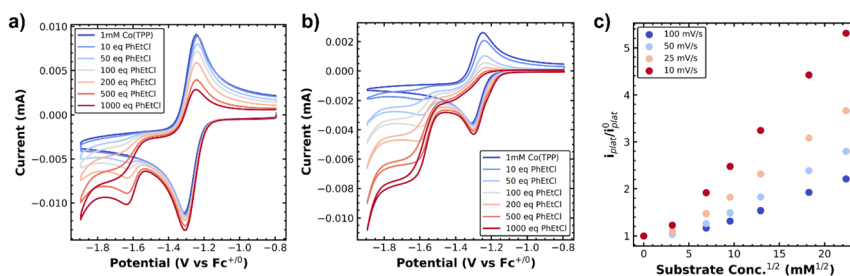 a)
0.010
0.005
0.000
−0.005
−0.010
Current (mA)
1mM Co(TPP)
10 eq PhEtCl
50 eq PhEtCl
100 eq PhEtCl
200 eq PhEtCl
500 eq PhEtCl
1000 eq PhEtCl
−1.8 −1.6 −1.4 −1.2 −1.0 −0.8
Potential (V vs Fc+/0)
b)
0.002
0.000
−0.002
−0.004
−0.006
−0.008
−0.010
Current (mA)
1mM Co(TPP)
10 eq PhEtCl
50 eq PhEtCl
100 eq PhEtCl
200 eq PhEtCl
500 eq PhEtCl
1000 eq PhEtCl
−1.8 −1.6 −1.4 −1.2 −1.0 −0.8
Potential (V vs Fc+/0)
c)
5
4
3
2
1
iplat/i0plat
100 mV/s
50 mV/s
25 mV/s
10 mV/s
0 5 10 15 20
Substrate Conc.1/2 (mM1/2)